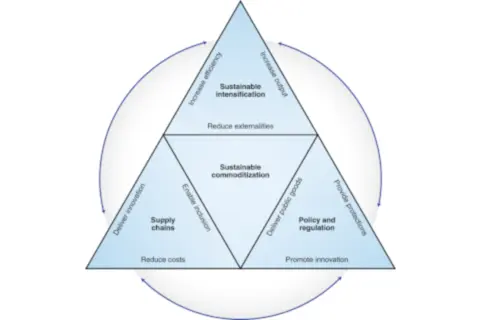 Increase efficiency
Increase output
Sustainable
intensification
Reduce externalities
Sustainable
commoditization
Deliver innovation
Enable inclusion
Supply
chains
Reduce costs
Deliver public goods
Provide protections
Policy and
regulation
Promote innovation